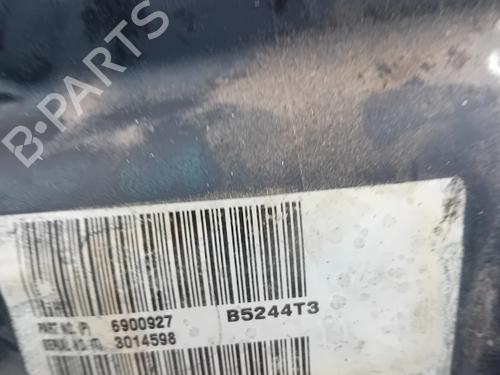 B-PARTS
PART NO. (P) 6900927 B5244T3
SERIAL NO. (T) 3014598